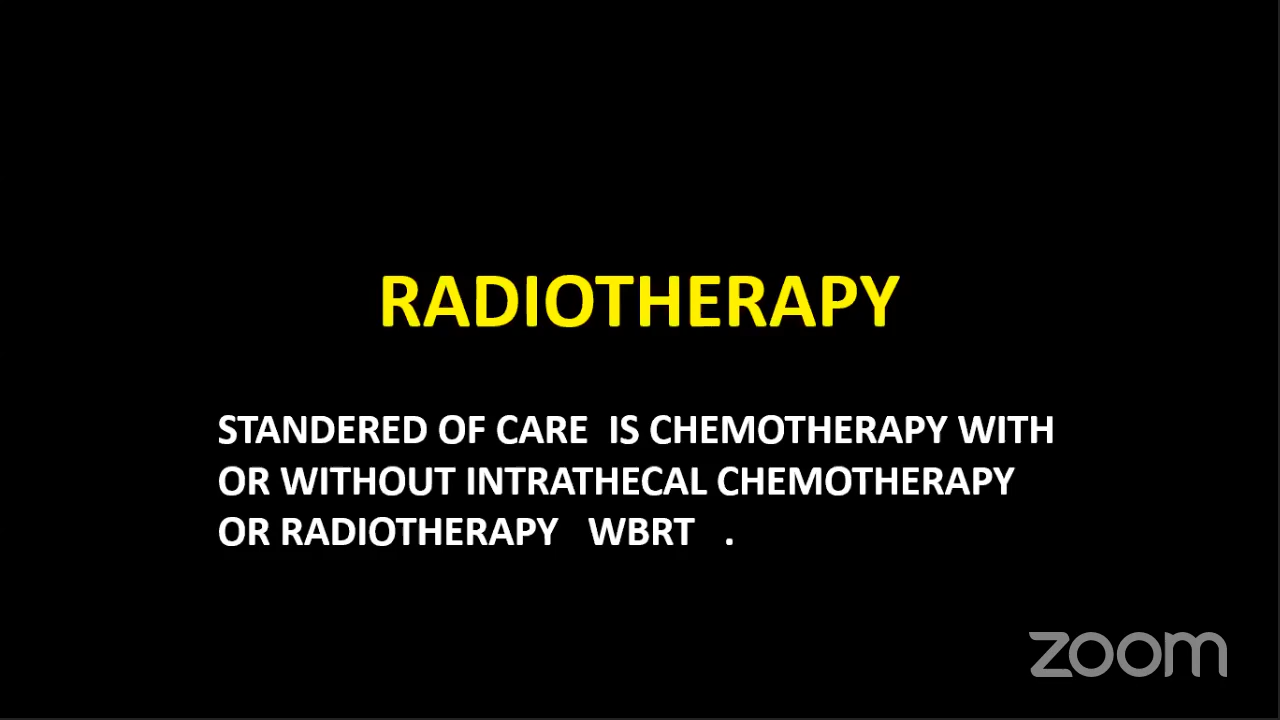 RADIOTHERAPY
STANDERED OF CARE IS CHEMOTHERAPY WITH
OR WITHOUT INTRATHECAL CHEMOTHERAPY
OR RADIOTHERAPY WBRT .
zoom